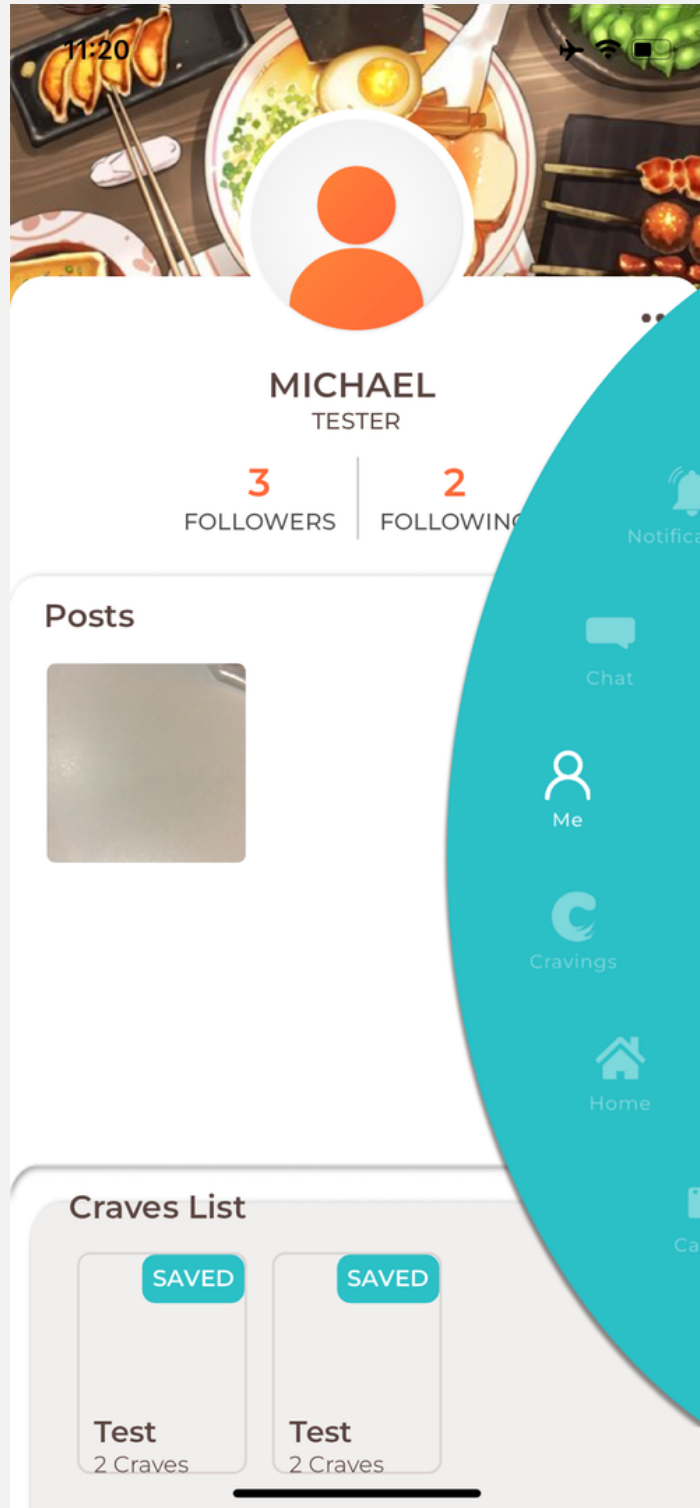 11:20
MICHAEL
TESTER
3
FOLLOWERS
2
FOLLOWING
Posts
Chat
Me
Cravings
Home
Craves List
SAVED
SAVED
Test
2 Craves
Test
2 Craves